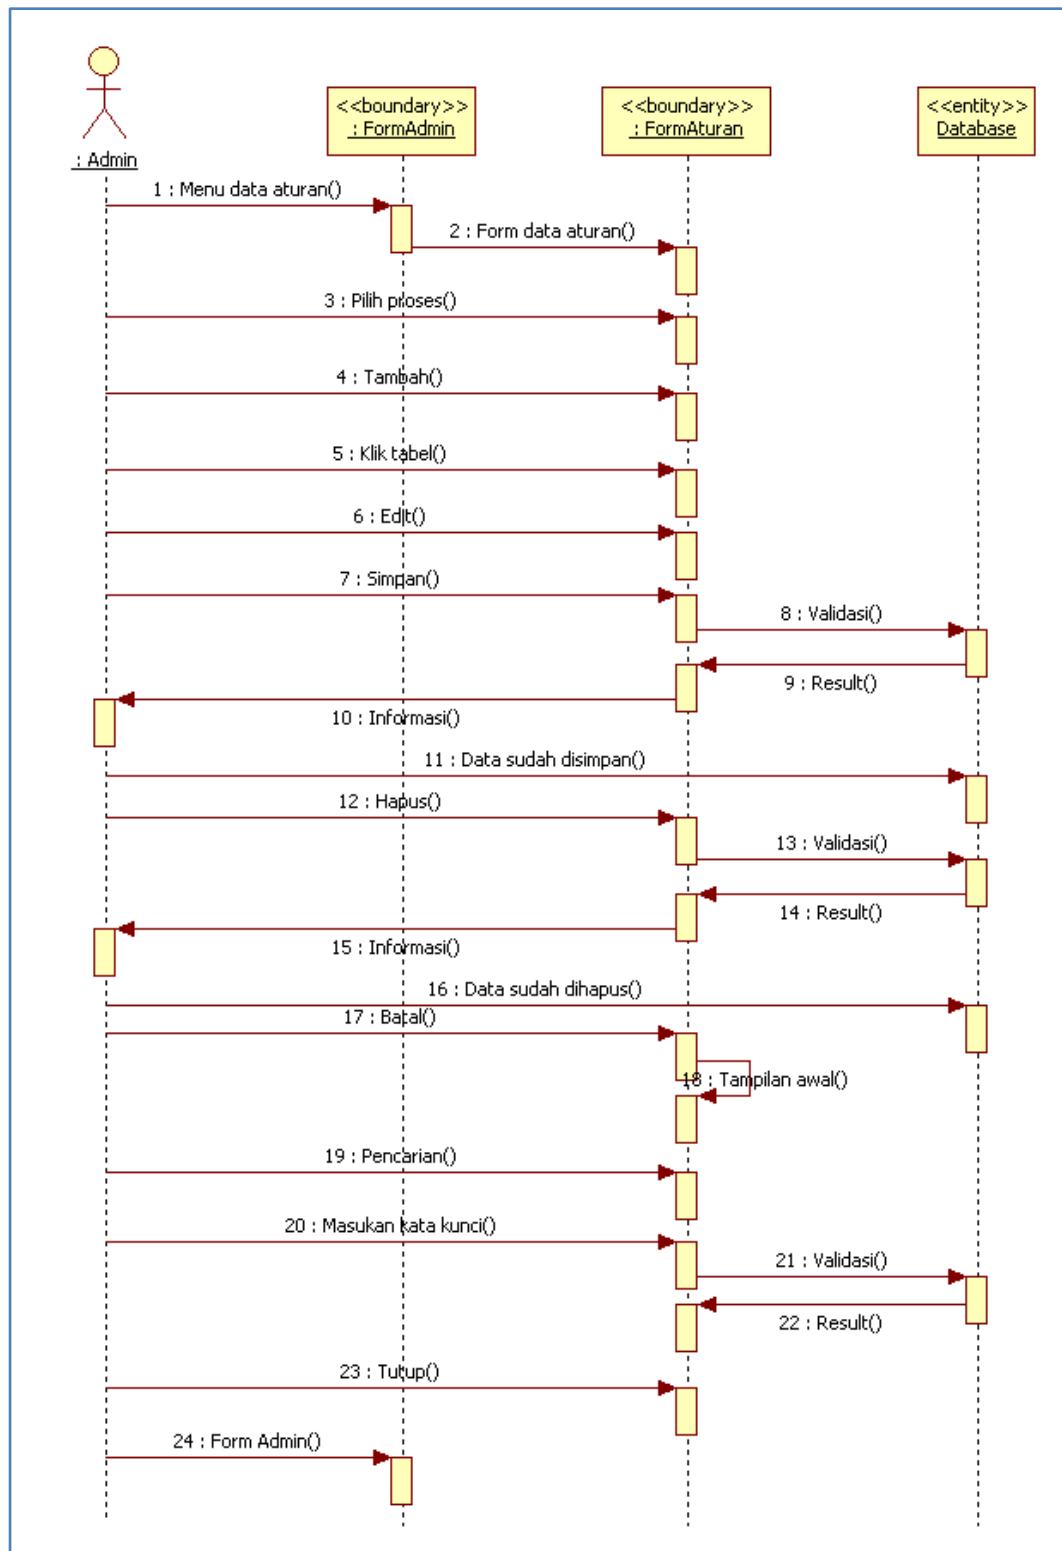 <<boundary>>
: FormAdmin
<<boundary>>
: FormAturan
<<entity>>
Database
: Admin
1 : Menu data aturan()
2 : Form data aturan()
3 : Pilih proses()
4 : Tambah()
5 : Klik tabel()
6 : Edit()
7 : Simpan()
8 : Validasi()
9 : Result()
10 : Informasi()
11 : Data sudah disimpan()
12 : Hapus()
13 : Validasi()
14 : Result()
15 : Informasi()
16 : Data sudah dihapus()
17 : Batal()
18 : Tampilan awal()
19 : Pencarian()
20 : Masukan kata kunci()
21 : Validasi()
22 : Result()
23 : Tutup()
24 : Form Admin()